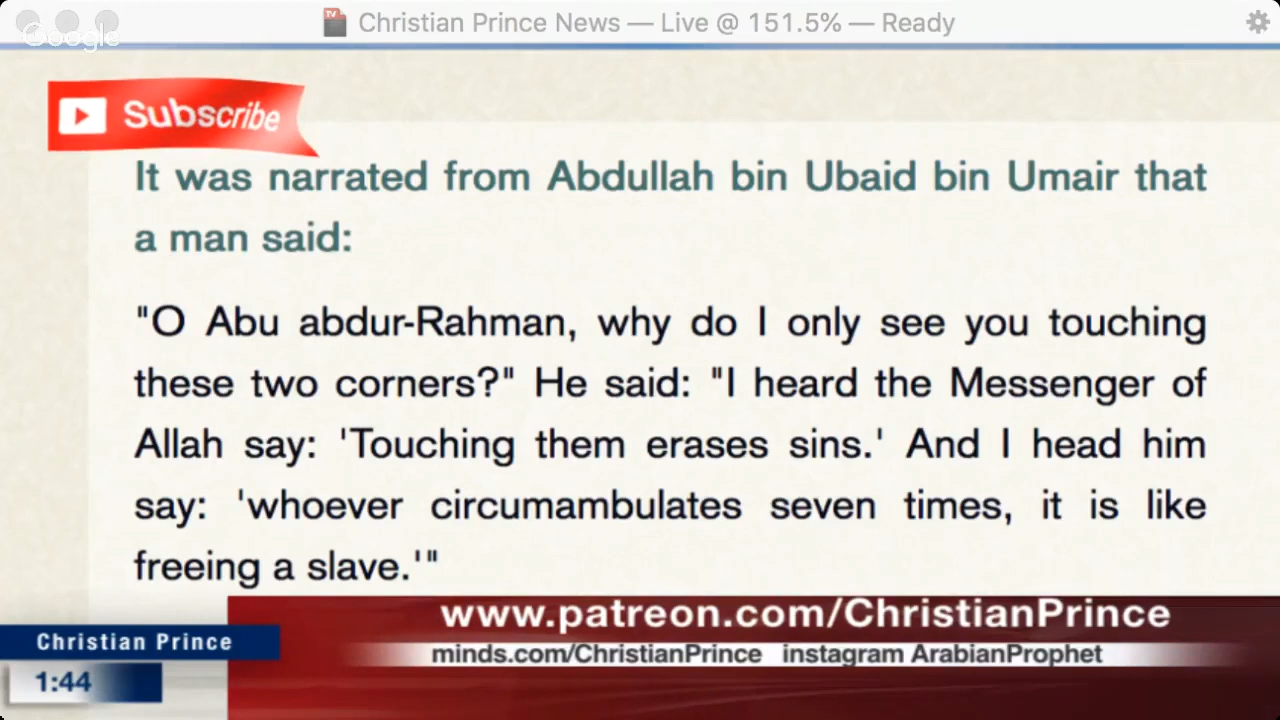 Christian Prince News — Live @ 151.5% — Ready
Google
Subscribe
It was narrated from Abdullah bin Ubaid bin Umair that
a man said:
"O Abu abdur-Rahman, why do I only see you touching
these two corners?" He said: "I heard the Messenger of
Allah say: 'Touching them erases sins.' And I head him
say: 'whoever circumambulates seven times, it is like
freeing a slave.'"
www.patreon.com/ChristianPrince
minds.com/ChristianPrince instagram ArabianProphet
Christian Prince
1:44